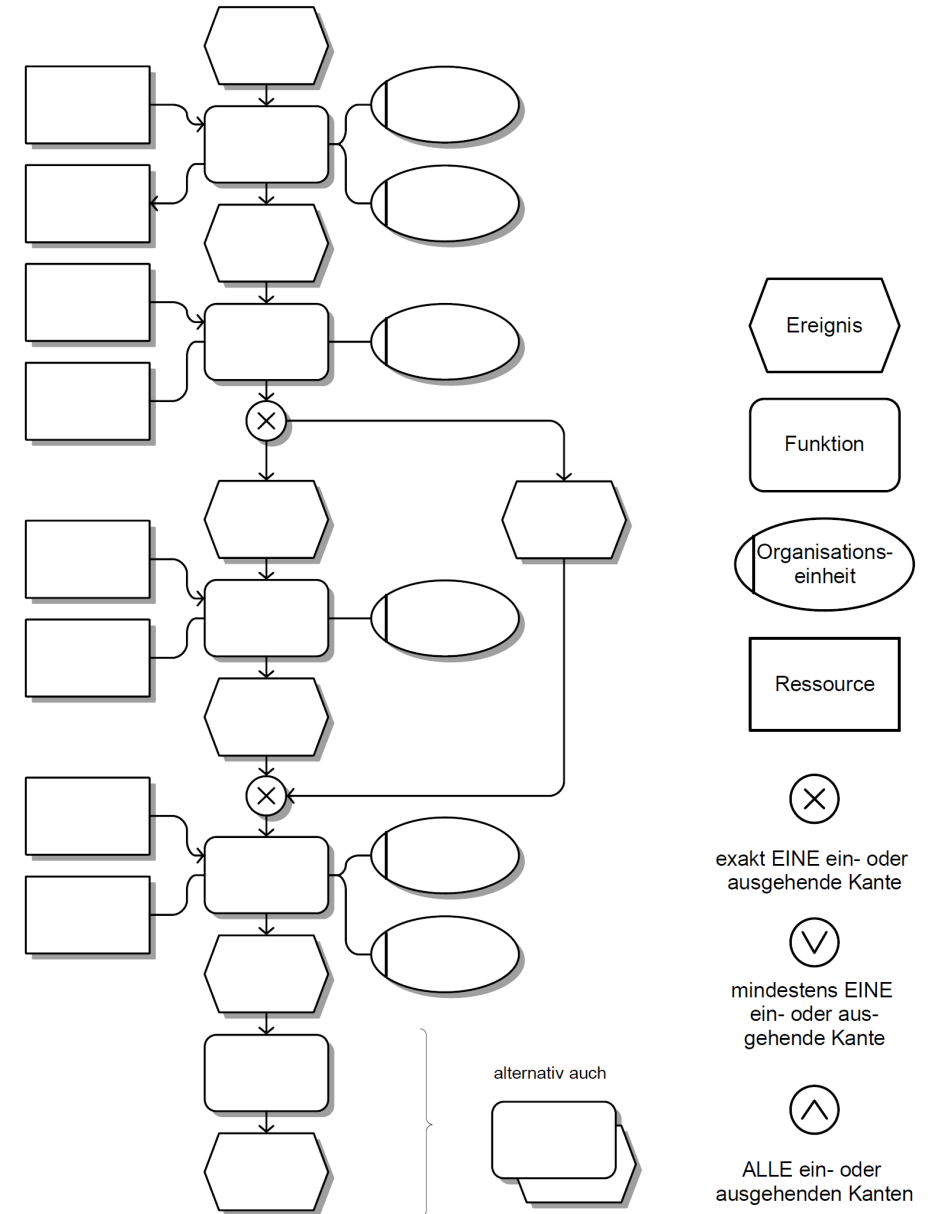 Ereignis
Funktion
Organisations-
einheit
Ressource
exakt EINE ein- oder
ausgehende Kante
mindestens EINE
ein- oder aus-
gehende Kante
alternativ auch
ALLE ein- oder
ausgehenden Kanten